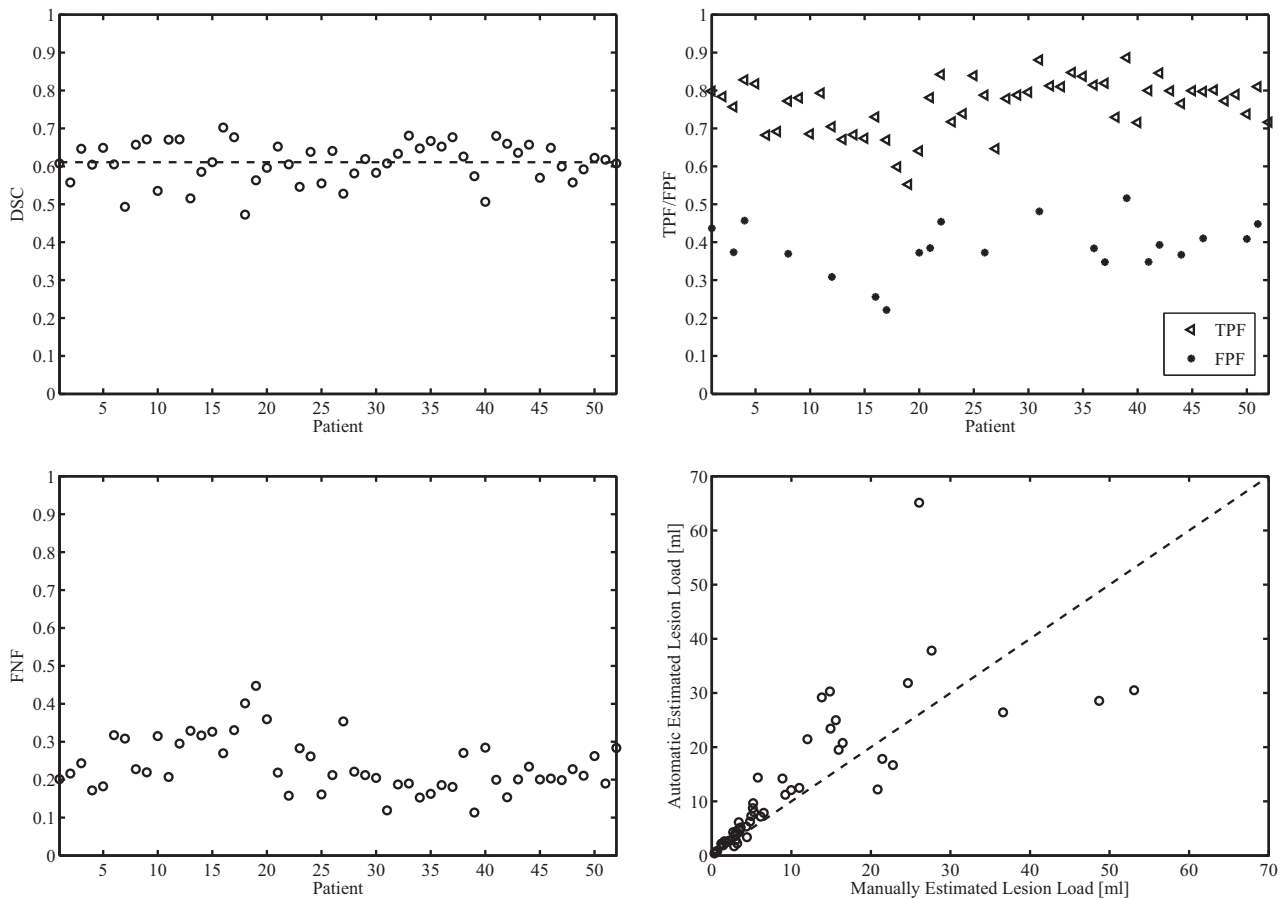 1
0.9
0.8
0.7
0.6
0.5
0.4
0.3
0.2
0.1
0
DSC
5 10 15 20 25 30 35 40 45 50
Patient
1
0.9
0.8
0.7
0.6
0.5
0.4
0.3
0.2
0.1
0
TPF/FPF
TPF
FPF
5 10 15 20 25 30 35 40 45 50
Patient
1
0.9
0.8
0.7
0.6
0.5
0.4
0.3
0.2
0.1
0
FNF
5 10 15 20 25 30 35 40 45 50
Patient
70
60
50
40
30
20
10
0
Automatic Estimated Lesion Load [ml]
0 10 20 30 40 50 60 70
Manually Estimated Lesion Load [ml]